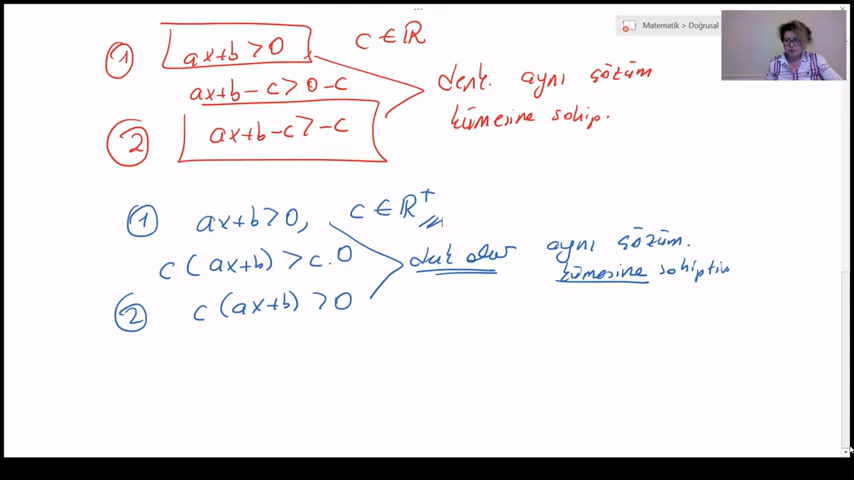 Matematik > Doğrusal
① ax+b>0 c ∈ ℝ
ax+b-c>0-c
② ax+b-c>-c
denk. aynı çözüm
kümesine sahip.
① ax+b>0, c ∈ ℝ⁺
c(ax+b)>c.0
② c(ax+b)>0
denk olur aynı çözüm.
kümesine sahiptir